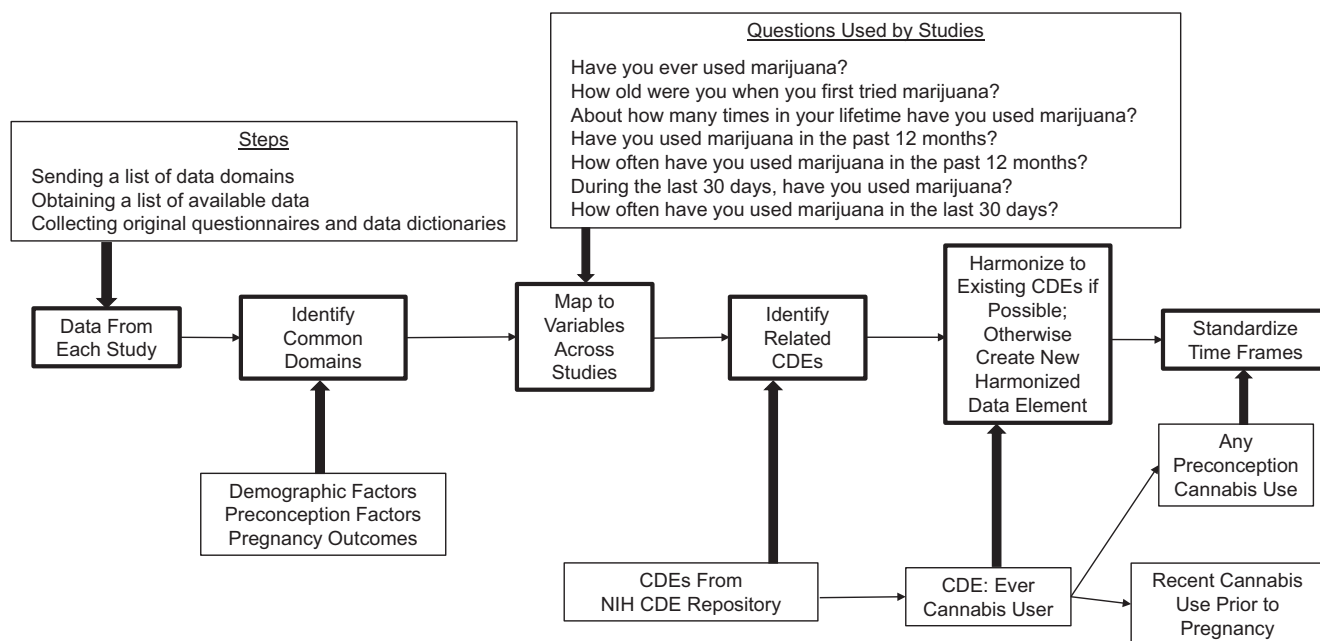 Questions Used by Studies
Have you ever used marijuana?
How old were you when you first tried marijuana?
About how many times in your lifetime have you used marijuana?
Have you used marijuana in the past 12 months?
How often have you used marijuana in the past 12 months?
During the last 30 days, have you used marijuana?
How often have you used marijuana in the last 30 days?
Steps
Sending a list of data domains
Obtaining a list of available data
Collecting original questionnaires and data dictionaries
Data From
Each Study
Identify
Common
Domains
Map to
Variables
Across
Studies
Identify
Related
CDEs
Harmonize to
Existing CDEs if
Possible;
Otherwise
Create New
Harmonized
Data Element
Standardize
Time Frames
Demographic Factors
Preconception Factors
Pregnancy Outcomes
CDEs From
NIH CDE Repository
CDE: Ever
Cannabis User
Any
Preconception
Cannabis Use
Recent Cannabis
Use Prior to
Pregnancy